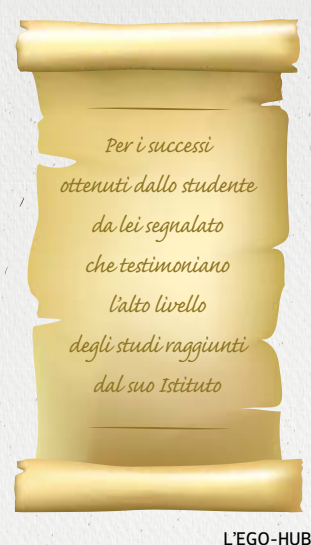 Per i successi
ottenuti dallo studente
da lei segnalato
che testimoniano
l'alto livello
degli studi raggiunti
dal suo Istituto
L'EGO-HUB